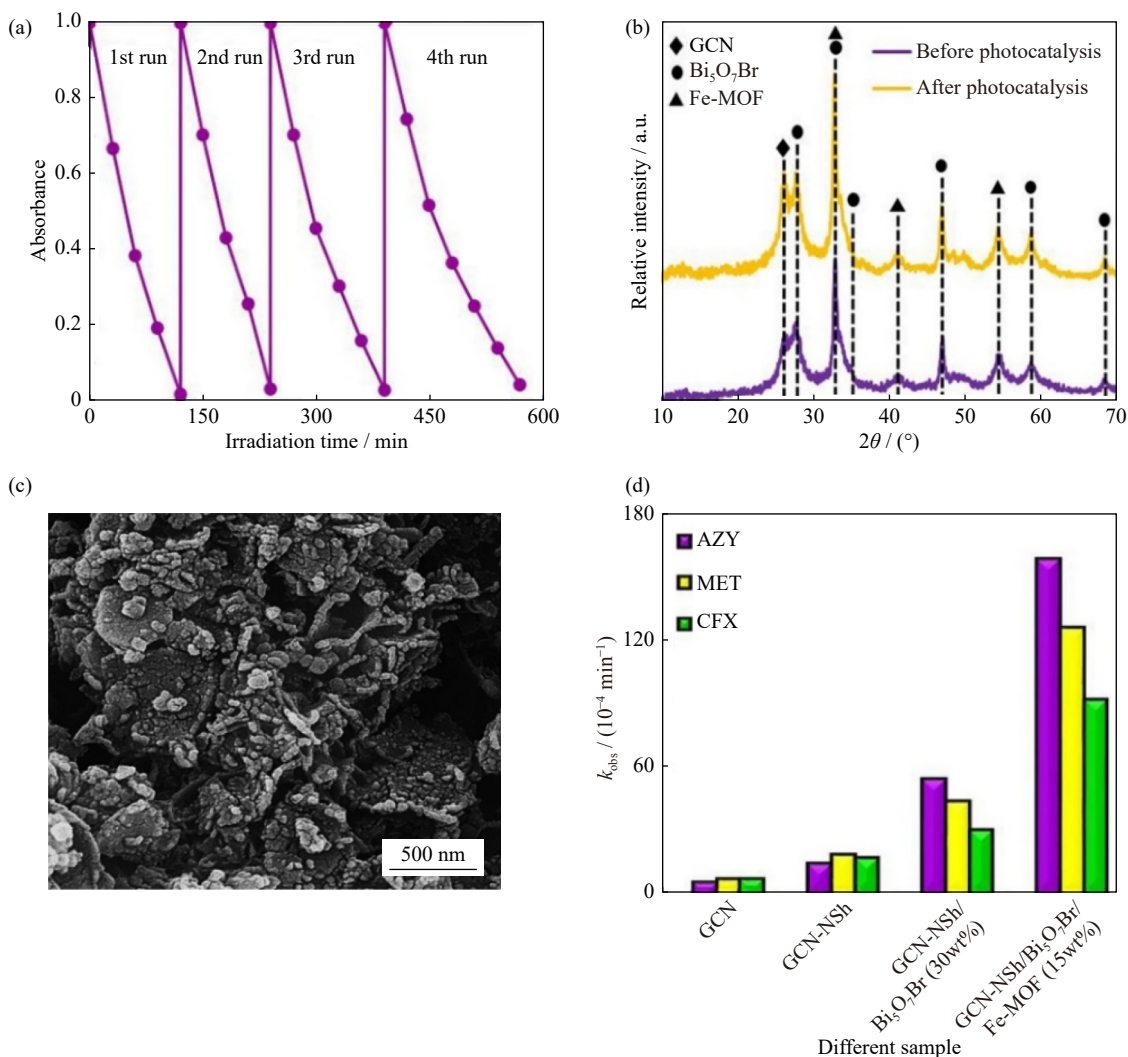 (a)
1.0
0.8
0.6
0.4
0.2
0
Absorbance
1st run
2nd run
3rd run
4th run
0
150
300
450
600
Irradiation time / min
(b)
GCN
Bi₅O₇Br
Fe-MOF
Before photocatalysis
After photocatalysis
Relative intensity / a.u.
10
20
30
40
50
60
70
2θ / (°)
(c)
500 nm
(d)
180
120
60
0
k_obs / (10⁻⁴ min⁻¹)
AZY
MET
CFX
GCN
GCN-NSh
GCN-NSh/
Bi₅O₇Br (30wt%)
GCN-NSh/Bi₅O₇Br/
Fe-MOF (15wt%)
Different sample